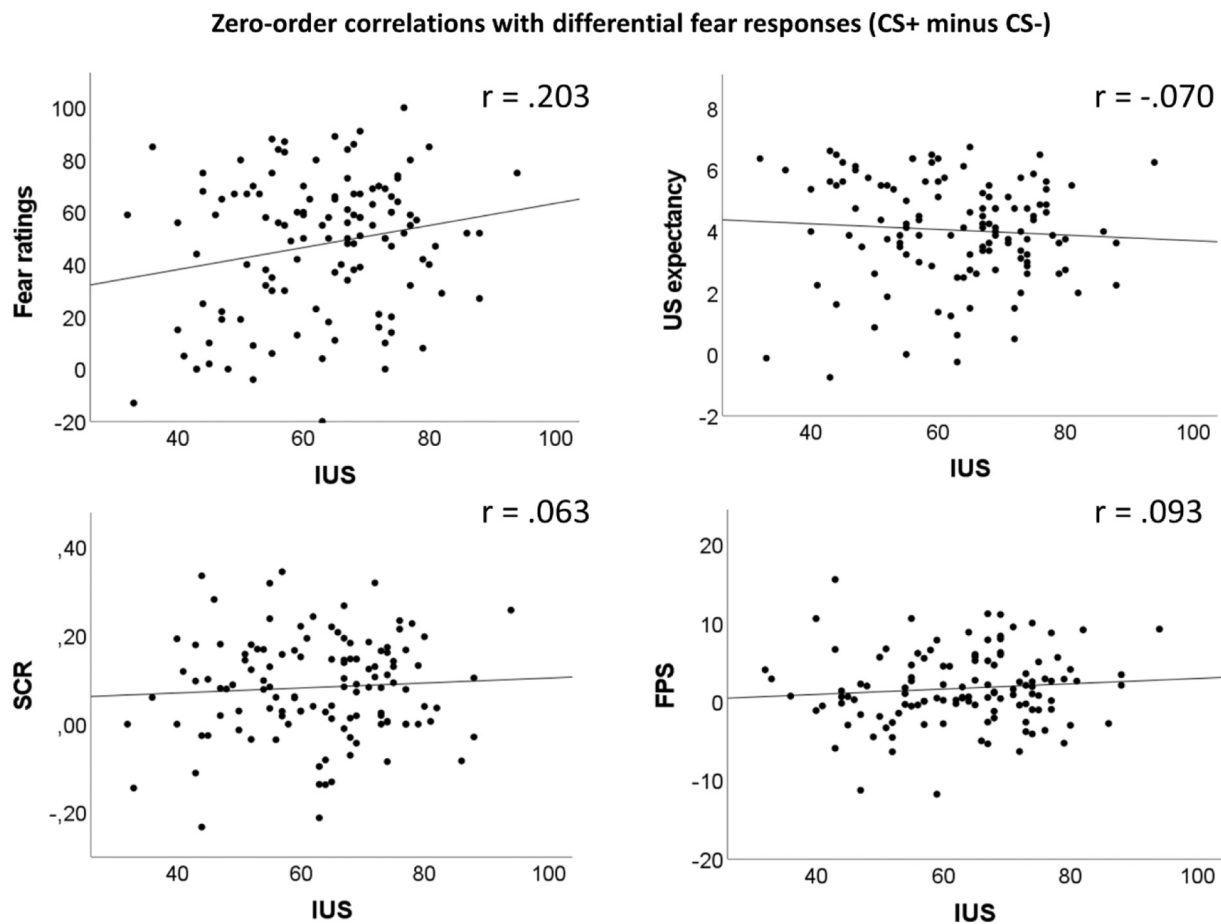 Zero-order correlations with differential fear responses (CS+ minus CS-)
r = .203
100
80
60
40
20
0
-20
Fear ratings
40 60 80 100
IUS
r = -.070
8
6
4
2
0
-2
US expectancy
40 60 80 100
IUS
r = .063
,40
,20
,00
-,20
SCR
40 60 80 100
IUS
r = .093
20
10
0
-10
-20
FPS
40 60 80 100
IUS